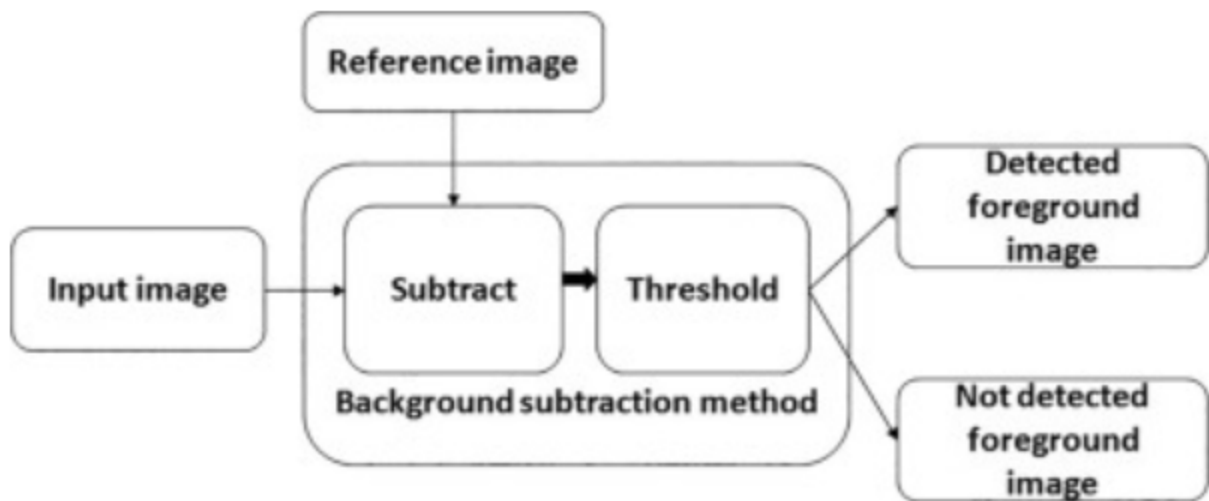 Reference image
Input image
Subtract
Threshold
Background subtraction method
Detected
foreground
image
Not detected
foreground
image